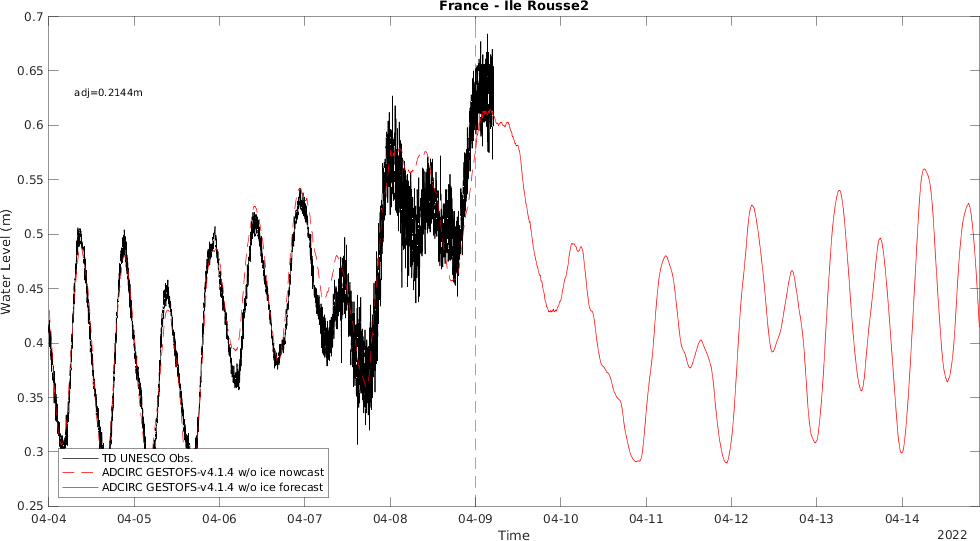 France - Ile Rousse2
0.7
0.65
0.6
0.55
0.5
0.45
0.4
0.35
0.3
0.25
Water Level (m)
adj=0.2144m
TD UNESCO Obs.
ADCIRC GESTOFS-v4.1.4 w/o ice nowcast
ADCIRC GESTOFS-v4.1.4 w/o ice forecast
04-04 04-05 04-06 04-07 04-08 04-09 04-10 04-11 04-12 04-13 04-14
Time
2022